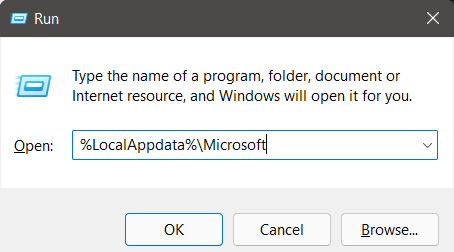 Run
Type the name of a program, folder, document or
Internet resource, and Windows will open it for you.
Open: %LocalAppdata%\Microsoft
OK Cancel Browse...